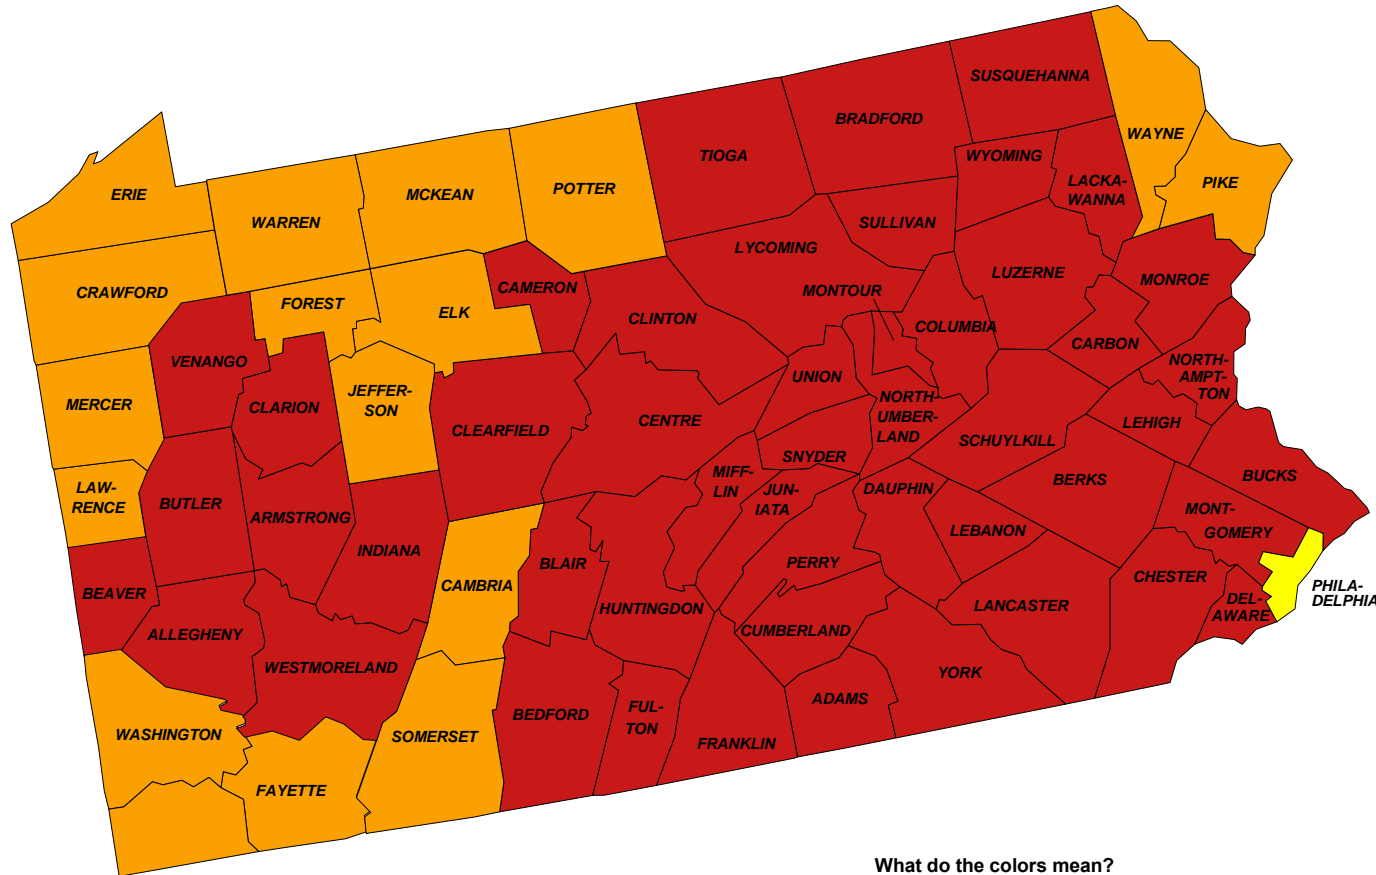 SUSQUEHANNA
BRADFORD
WAYNE
TIOGA
WYOMING
PIKE
LACKA-
WANNA
ERIE
MCKEAN
POTTER
WARREN
SULLIVAN
LYCOMING
LUZERNE
MONROE
CRAWFORD
FOREST
ELK
CAMERON
MONTOUR
CLINTON
COLUMBIA
CARBON
VENANGO
NORTH-
AMPT-
TON
UNION
JEFFER-
SON
MERCER
CLARION
NORTH-
UMBER-
LAND
CENTRE
LEHIGH
CLEARFIELD
SCHUYLKILL
SNYDER
BUCKS
MIFF-
LIN
JUN-
IATA
DAUPHIN
BERKS
LAW-
RENCE
BUTLER
ARMSTRONG
MONT-
GOMERY
LEBANON
INDIANA
BLAIR
PERRY
CHESTER
CAMBRIA
PHILA-
DELPHIA
BEAVER
HUNTINGDON
LANCASTER
DEL-
AWARE
ALLEGHENY
CUMBERLAND
WESTMORELAND
YORK
ADAMS
BEDFORD
FUL-
TON
WASHINGTON
SOMERSET
FRANKLIN
FAYETTE
What do the colors mean?